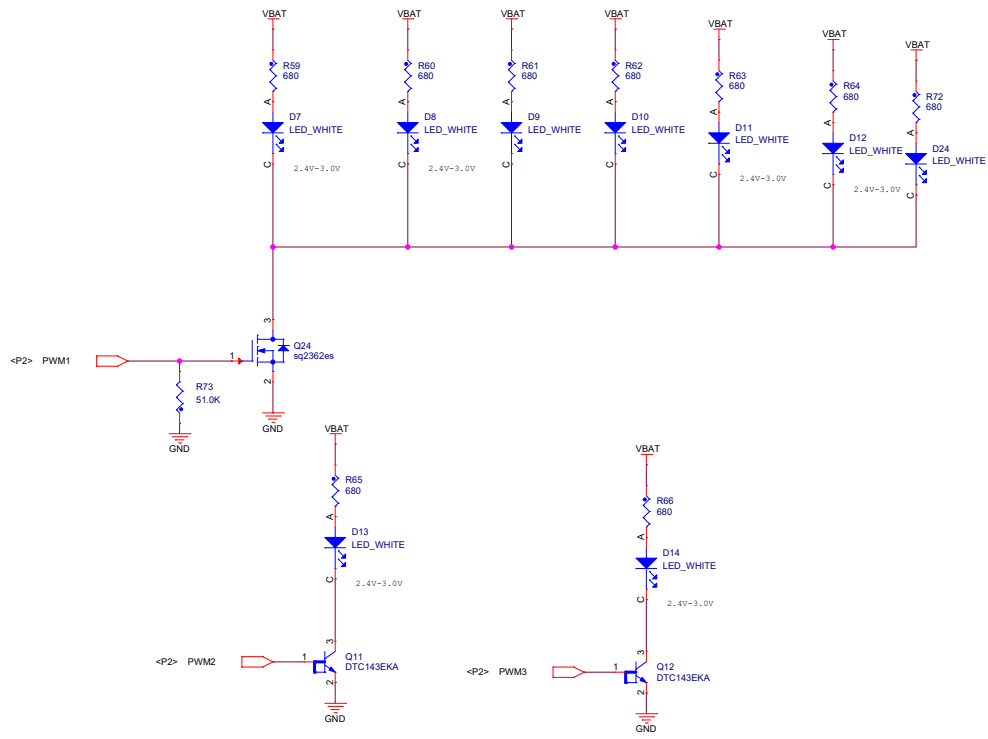 VBAT
R59
680
A
D7
LED_WHITE
C
2.4V-3.0V
VBAT
R60
680
A
D8
LED_WHITE
C
2.4V-3.0V
VBAT
R61
680
A
D9
LED_WHITE
C
VBAT
R62
680
A
D10
LED_WHITE
C
VBAT
R63
680
A
D11
LED_WHITE
C
2.4V-3.0V
VBAT
R64
680
A
D12
LED_WHITE
C
2.4V-3.0V
VBAT
R72
680
A
D24
LED_WHITE
C
<P2> PWM1
1
3
Q24
sq2362es
2
GND
R73
51.0K
GND
VBAT
R65
680
A
D13
LED_WHITE
C
2.4V-3.0V
<P2> PWM2
1
3
Q11
DTC143EKA
2
GND
VBAT
R66
680
A
D14
LED_WHITE
C
2.4V-3.0V
<P2> PWM3
1
3
Q12
DTC143EKA
2
GND